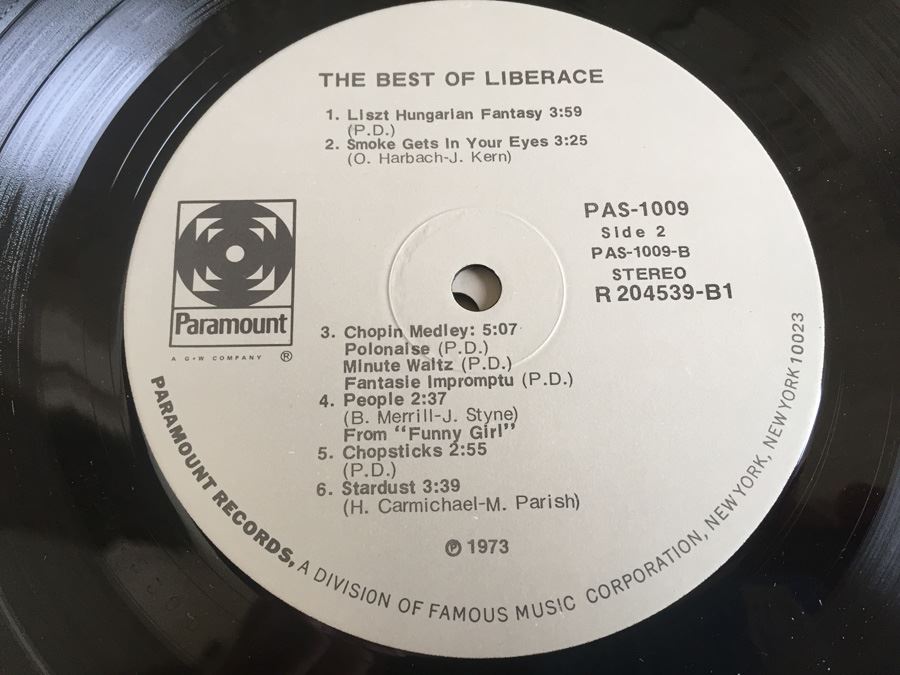 THE BEST OF LIBERACE
1. Liszt Hungarian Fantasy 3:59
(P.D.)
2. Smoke Gets In Your Eyes 3:25
(O. Harbach-J. Kern)
PAS-1009
Side 2
PAS-1009-B
STEREO
R 204539-B1
Paramount
A G+W COMPANY ®
3. Chopin Medley: 5:07
Polonaise (P.D.)
Minute Waltz (P.D.)
Fantasie Impromptu (P.D.)
4. People 2:37
(B. Merrill-J. Styne)
From "Funny Girl"
5. Chopsticks 2:55
(P.D.)
6. Stardust 3:39
(H. Carmichael-M. Parish)
℗ 1973
PARAMOUNT RECORDS, A DIVISION OF FAMOUS MUSIC CORPORATION, NEW YORK, NEW YORK 10023